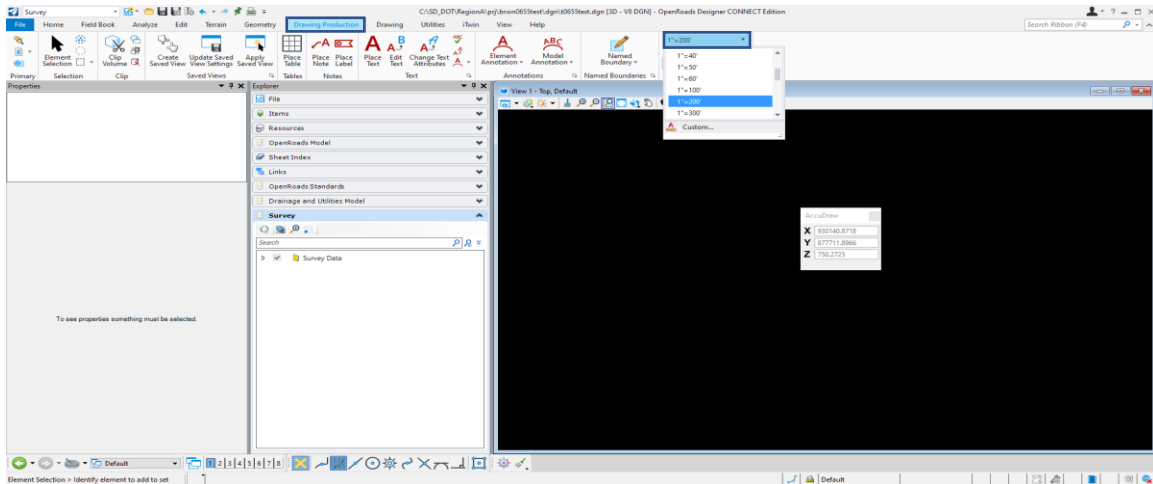 Survey
C:\SD_DOT\RegionA\prj\brwn0655test\dgn\t0655test.dgn [3D - V8 DGN] - OpenRoads Designer CONNECT Edition
File Home Field Book Analyze Edit Terrain Geometry Drawing Production Drawing Utilities iTwin View Help
Search Ribbon (F4)
Element Selection
Clip Volume
Create Saved View
Update Saved View Settings
Apply Saved View
Place Table
Place Note
Place Label
Place Text
Edit Text
Change Text Attributes
Element Annotation
Model Annotation
Named Boundary
Primary Selection Clip Saved Views Tables Notes Text Annotations Named Boundaries
1"=200'
1"=40'
1"=50'
1"=60'
1"=100'
1"=200'
1"=300'
Custom...
Properties
To see properties something must be selected.
Explorer
File
Items
Resources
OpenRoads Model
Sheet Index
Links
OpenRoads Standards
Drainage and Utilities Model
Survey
Search
Survey Data
View 1 - Top, Default
AccuDraw
X 930140.8718
Y 877711.8966
Z 750.2725
Default
1 2 3 4 5 6 7 8
Element Selection > Identify element to add to set
Default